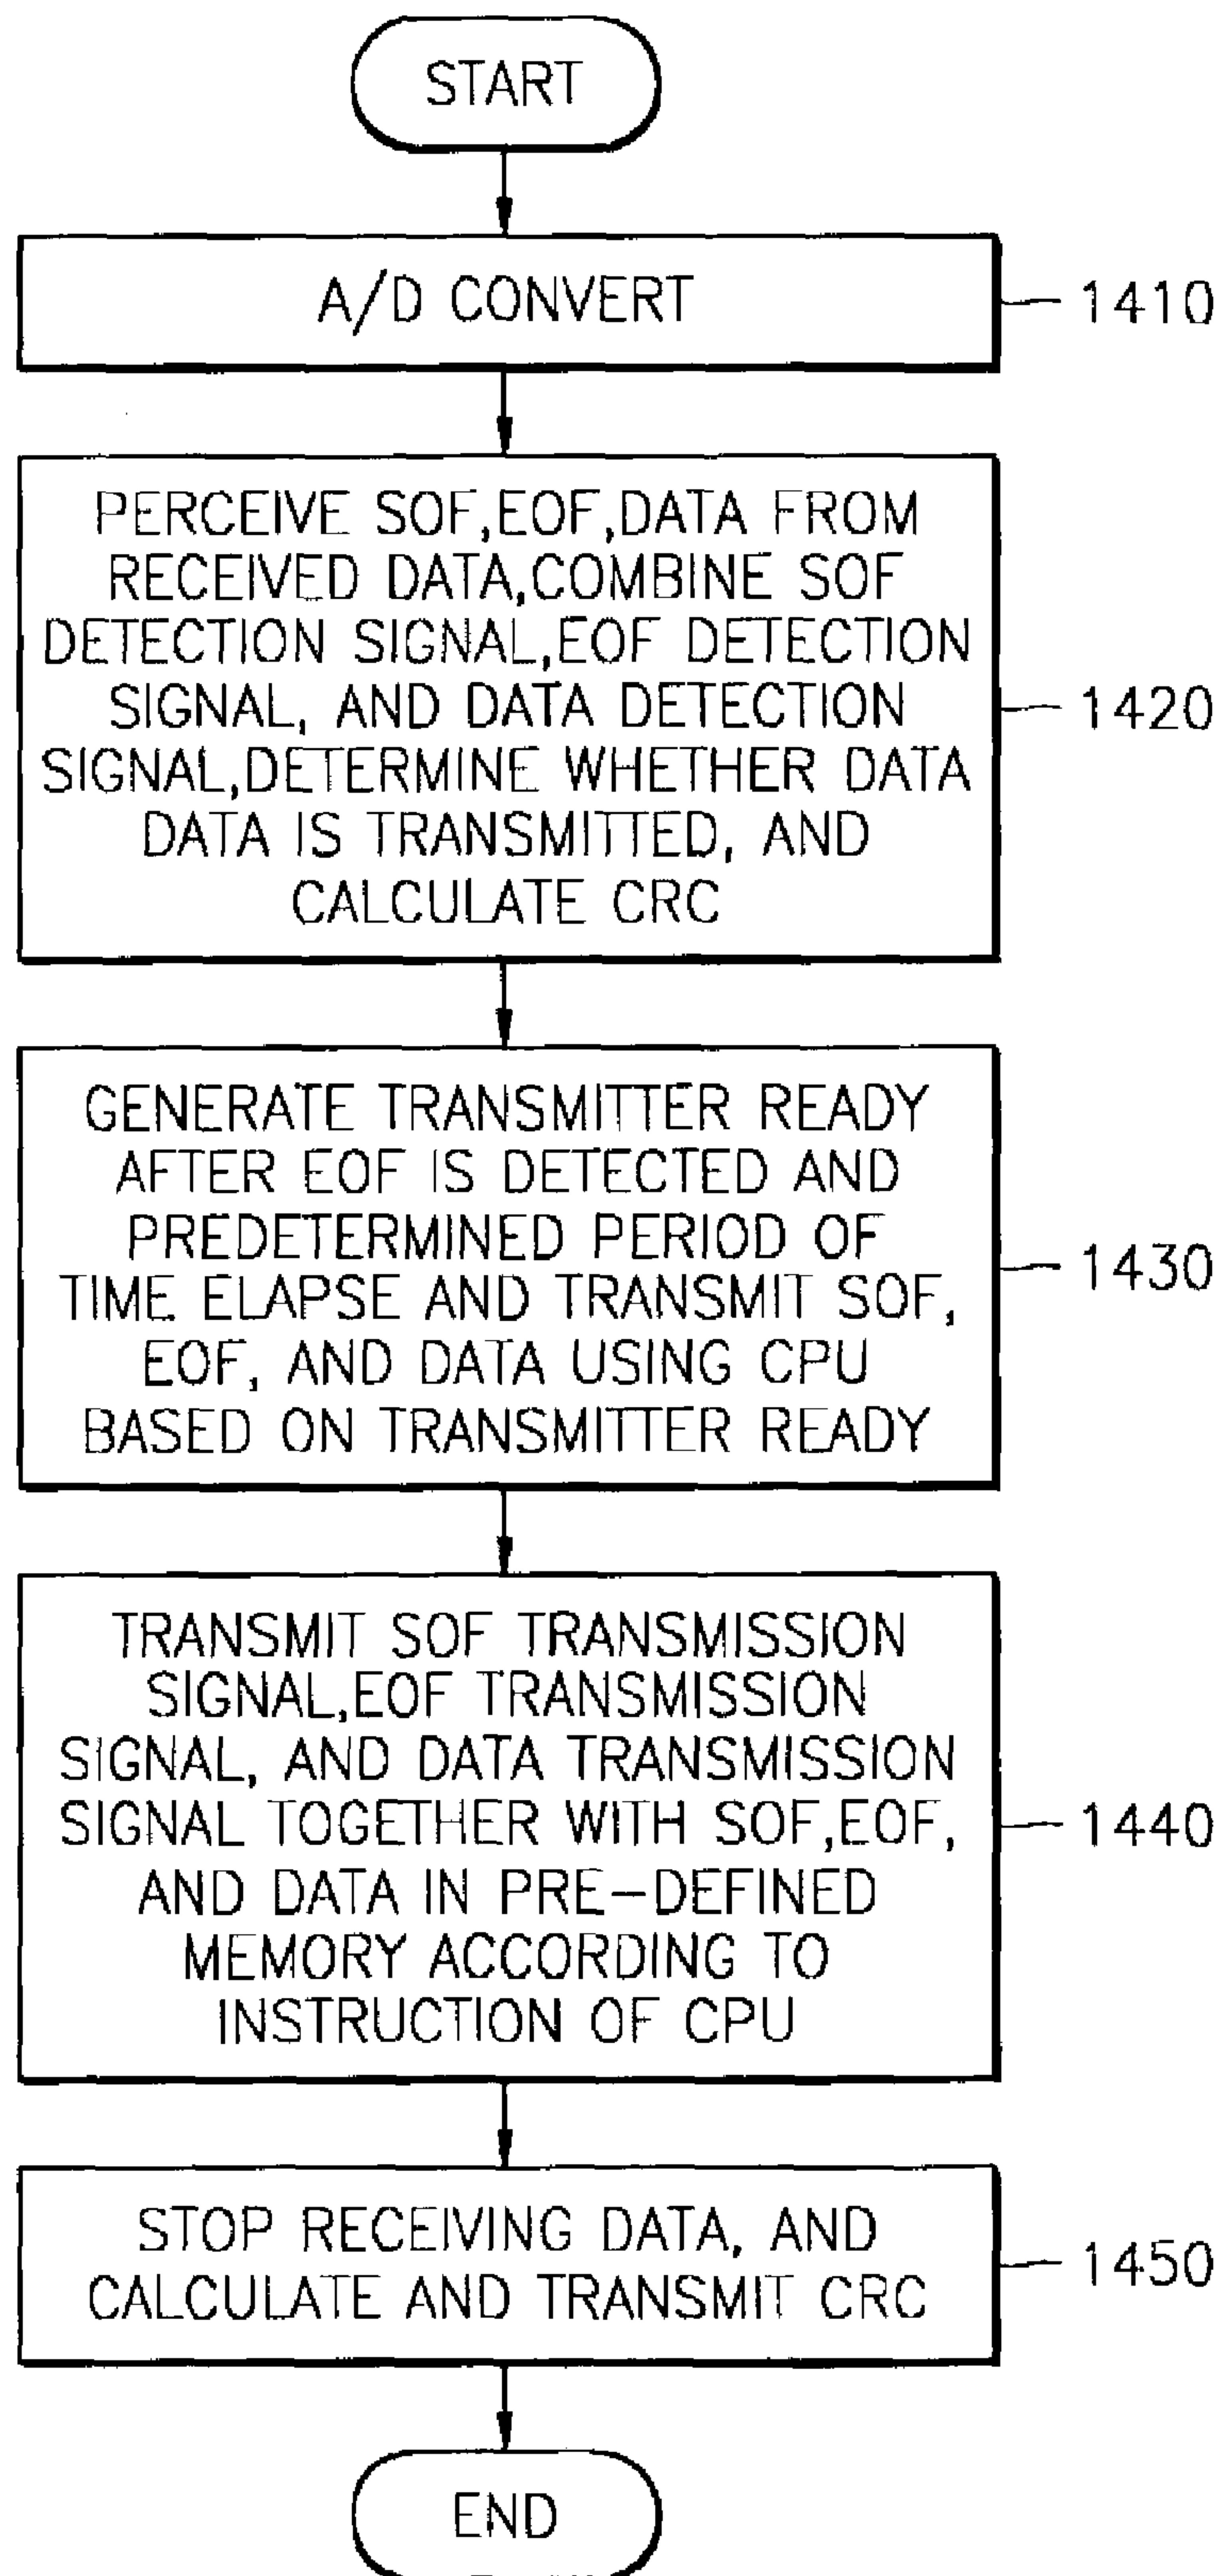 START
A/D CONVERT
1410
PERCEIVE SOF,EOF,DATA FROM
RECEIVED DATA,COMBINE SOF
DETECTION SIGNAL,EOF DETECTION
SIGNAL, AND DATA DETECTION
SIGNAL,DETERMINE WHETHER DATA
DATA IS TRANSMITTED, AND
CALCULATE CRC
1420
GENERATE TRANSMITTER READY
AFTER EOF IS DETECTED AND
PREDETERMINED PERIOD OF
TIME ELAPSE AND TRANSMIT SOF,
EOF, AND DATA USING CPU
BASED ON TRANSMITTER READY
1430
TRANSMIT SOF TRANSMISSION
SIGNAL,EOF TRANSMISSION
SIGNAL, AND DATA TRANSMISSION
SIGNAL TOGETHER WITH SOF,EOF,
AND DATA IN PRE-DEFINED
MEMORY ACCORDING TO
INSTRUCTION OF CPU
1440
STOP RECEIVING DATA, AND
CALCULATE AND TRANSMIT CRC
1450
END